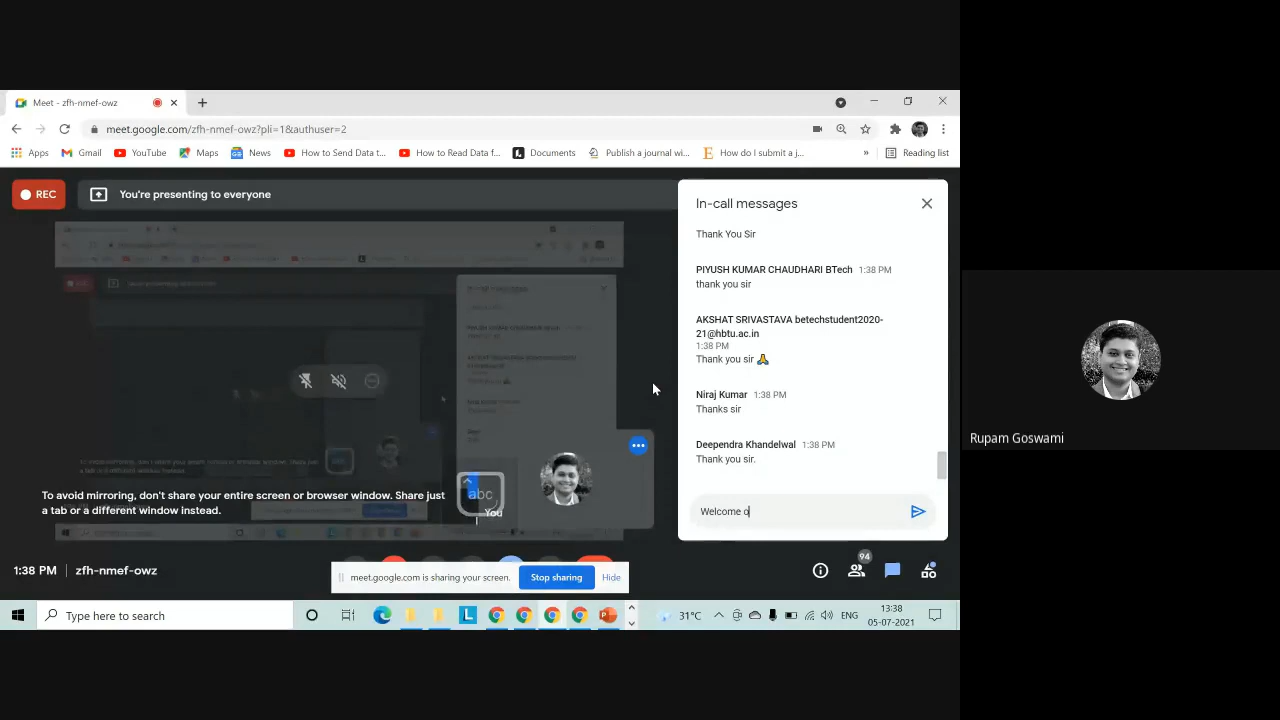 Meet - zfh-nmef-owz
meet.google.com/zfh-nmef-owz?pli=1&authuser=2
Apps
Gmail
YouTube
Maps
News
How to Send Data t...
How to Read Data f...
Documents
Publish a journal wi...
How do I submit a j...
»
Reading list
REC
You're presenting to everyone
In-call messages
Thank You Sir
PIYUSH KUMAR CHAUDHARI BTech 1:38 PM
thank you sir
AKSHAT SRIVASTAVA betechstudent2020-
21@hbtu.ac.in
1:38 PM
Thank you sir 🙏
Niraj Kumar 1:38 PM
Thanks sir
Deependra Khandelwal 1:38 PM
Thank you sir.
Welcome o
To avoid mirroring, don't share your entire screen or browser window. Share just
a tab or a different window instead.
abc
You
Rupam Goswami
1:38 PM | zfh-nmef-owz
meet.google.com is sharing your screen.
Stop sharing
Hide
94
Type here to search
31°C
ENG
13:38
05-07-2021